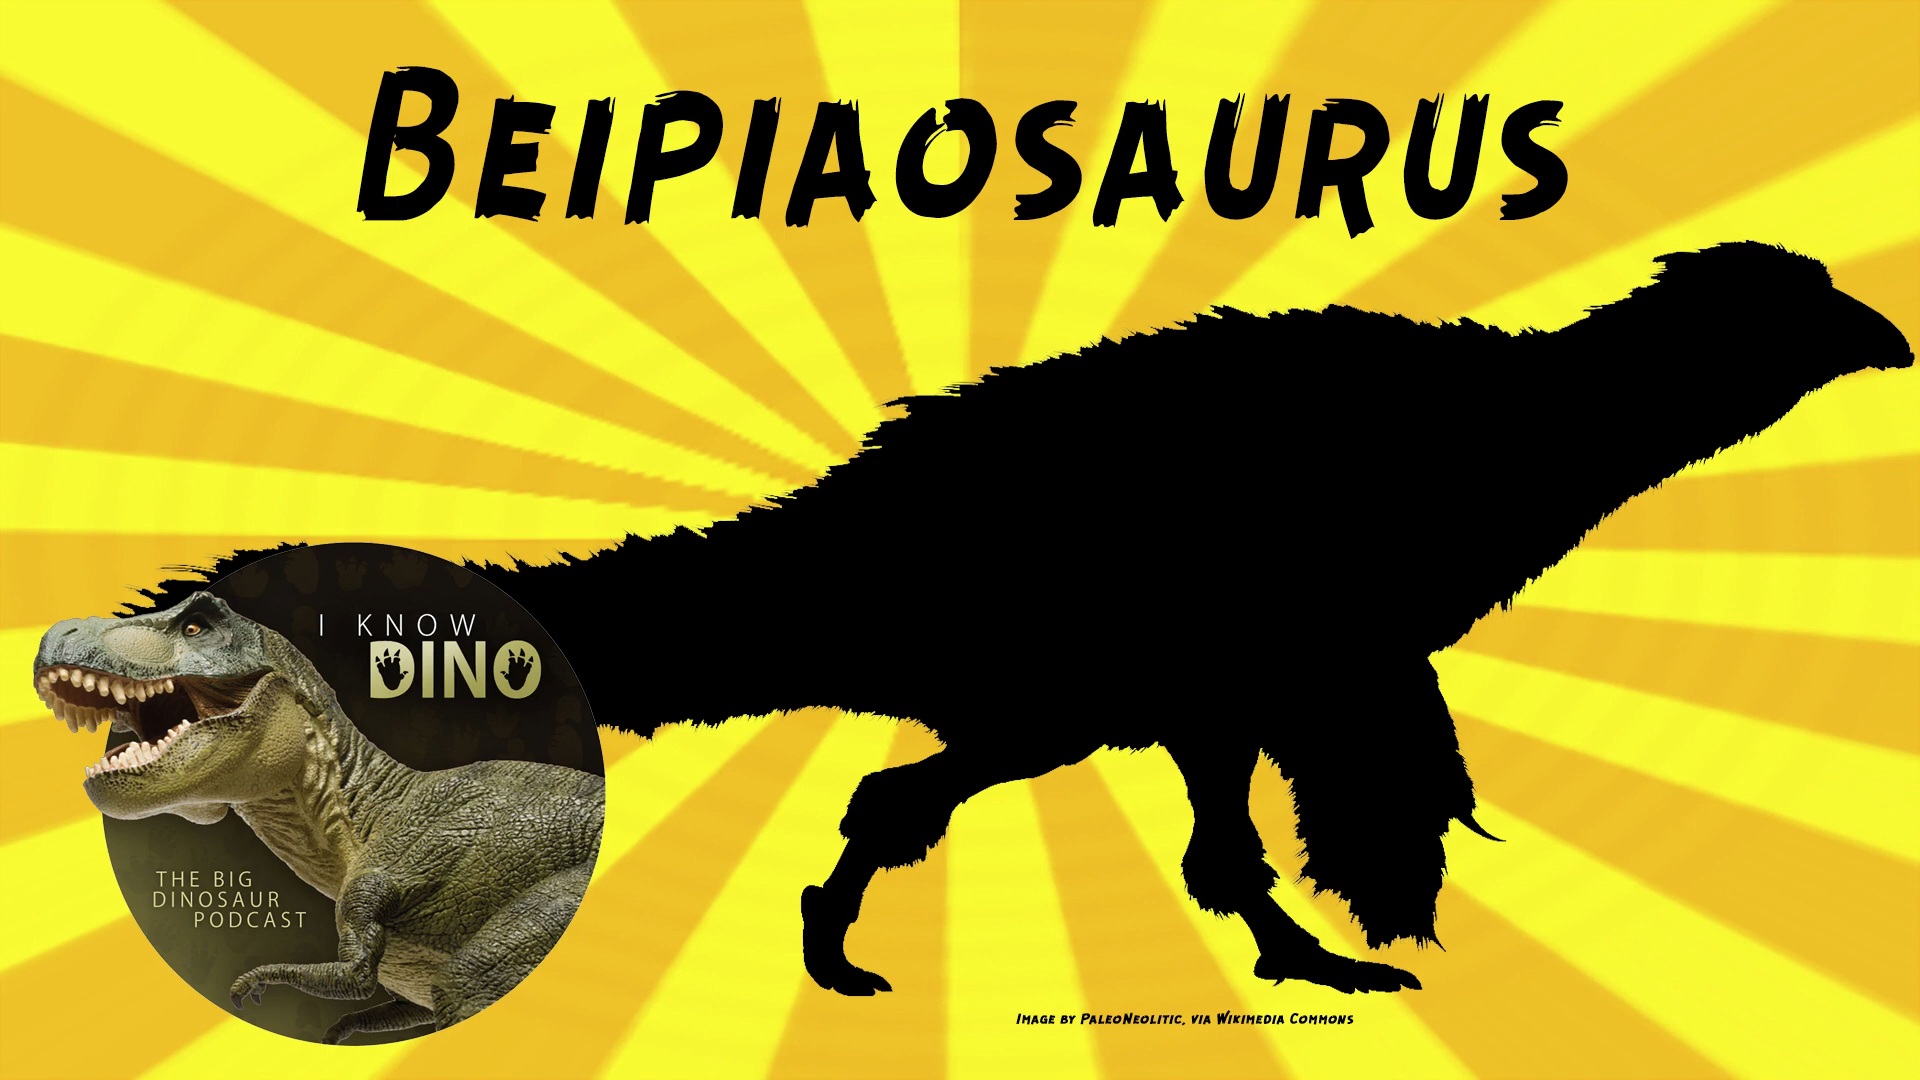 Beipiaosaurus
I KNOW
DINO
THE BIG
DINOSAUR
PODCAST
Image by PaleoNeolitic, via Wikimedia Commons